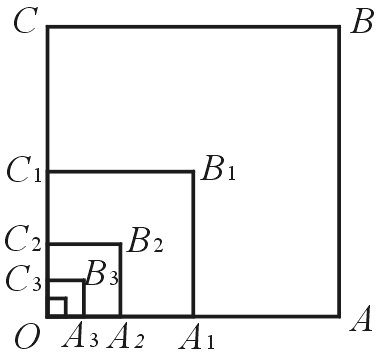 C B
C₁ B₁
C₂ B₂
C₃ B₃
O A₃ A₂ A₁ A